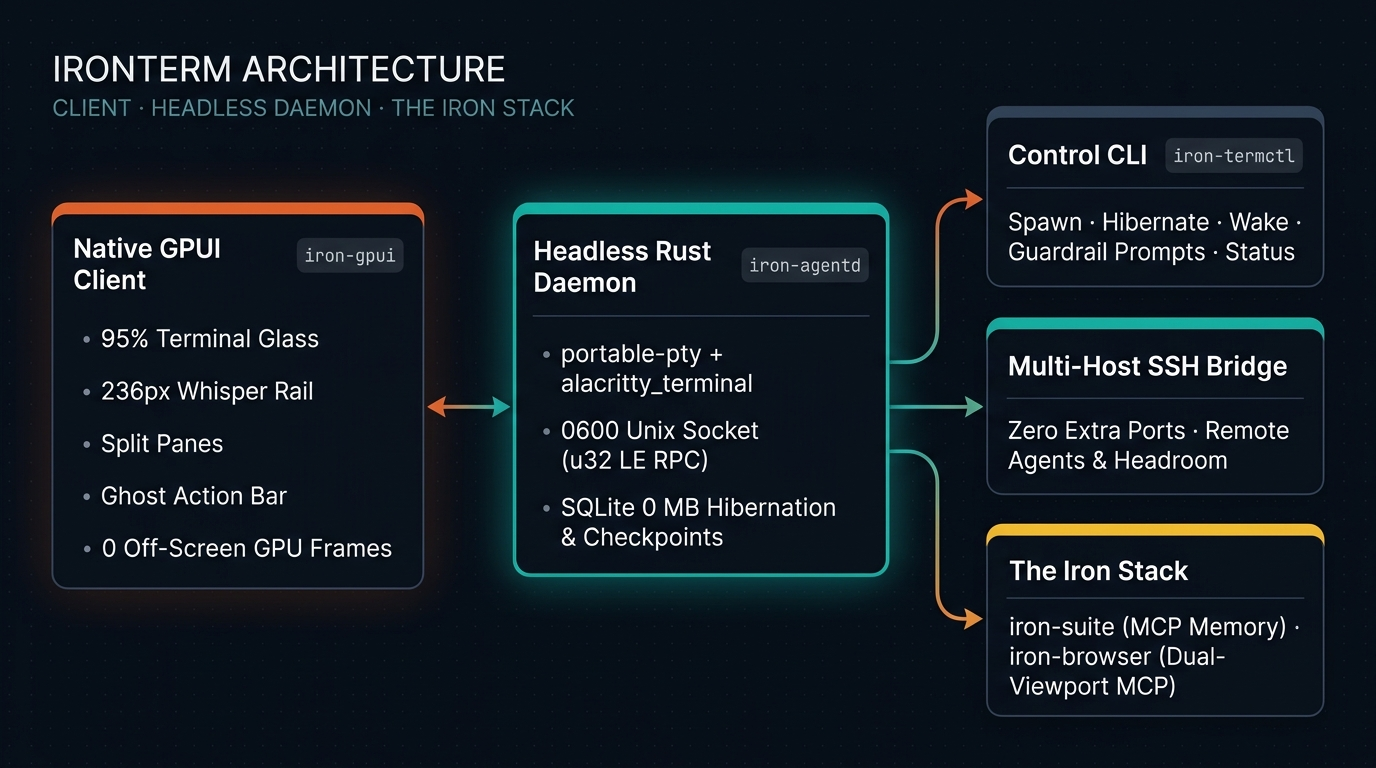 IRONTERM ARCHITECTURE
CLIENT · HEADLESS DAEMON · THE IRON STACK
Native GPUI
Client
iron-gpui
• 95% Terminal Glass
• 236px Whisper Rail
• Split Panes
• Ghost Action Bar
• 0 Off-Screen GPU Frames
Headless Rust
Daemon
iron-agentd
• portable-pty +
alacritty_terminal
• 0600 Unix Socket
(u32 LE RPC)
• SQLite 0 MB Hibernation
& Checkpoints
Control CLI
iron-termctl
Spawn · Hibernate · Wake ·
Guardrail Prompts · Status
Multi-Host SSH Bridge
Zero Extra Ports · Remote
Agents & Headroom
The Iron Stack
iron-suite (MCP Memory) ·
iron-browser (Dual-
Viewport MCP)